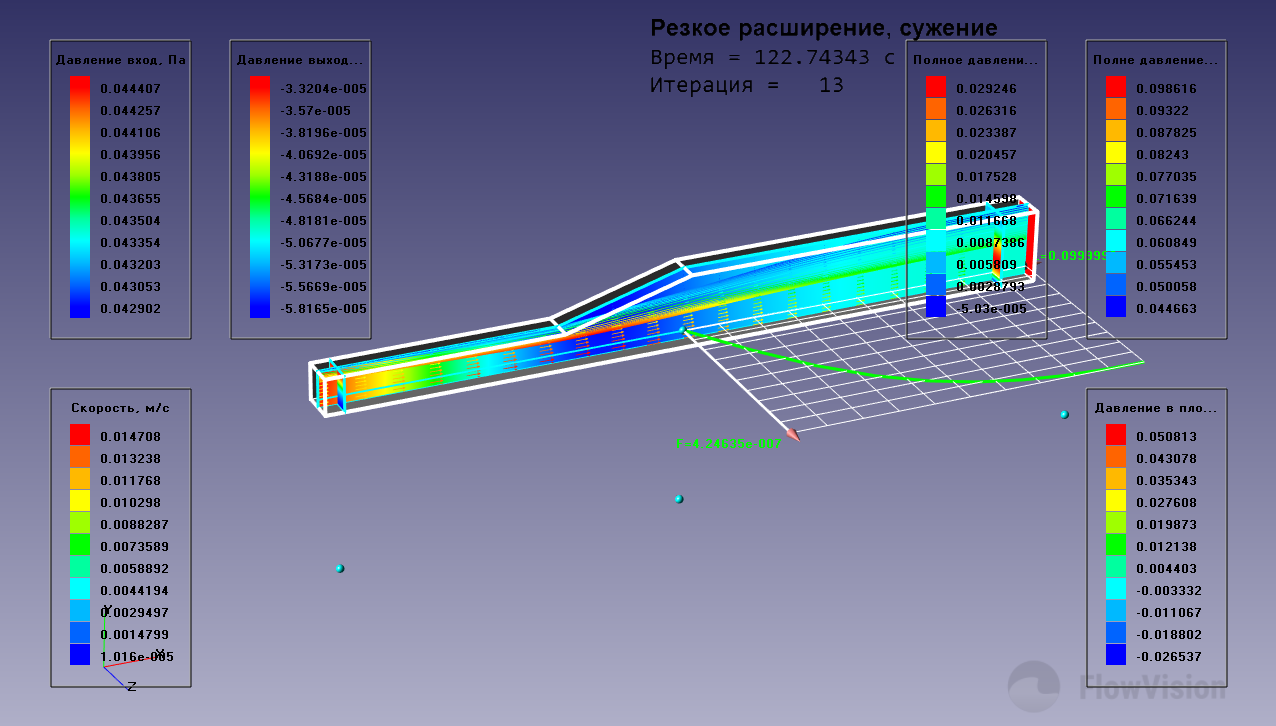 Резкое расширение, сужение
Время = 122.74343 с
Итерация = 13
Давление вход, Па
0.044407
0.044257
0.044106
0.043956
0.043805
0.043655
0.043504
0.043354
0.043203
0.043053
0.042902
Давление выход...
-3.3204e-005
-3.57e-005
-3.8196e-005
-4.0692e-005
-4.3188e-005
-4.5684e-005
-4.8181e-005
-5.0677e-005
-5.3173e-005
-5.5669e-005
-5.8165e-005
Полное давлени...
0.029246
0.026316
0.023387
0.020457
0.017528
0.014598
0.011668
0.0087386
0.005809
0.0028793
-5.03e-005
Полне давление...
0.098616
0.09322
0.087825
0.08243
0.077035
0.071639
0.066244
0.060849
0.055453
0.050058
0.044663
F=4.24635e-007
Скорость, м/с
0.014708
0.013238
0.011768
0.010298
0.0088287
0.0073589
0.0058892
0.0044194
0.0029497
0.0014799
1.016e-005
Y
X
Z
Давление в пло...
0.050813
0.043078
0.035343
0.027608
0.019873
0.012138
0.004403
-0.003332
-0.011067
-0.018802
-0.026537
FlowVision